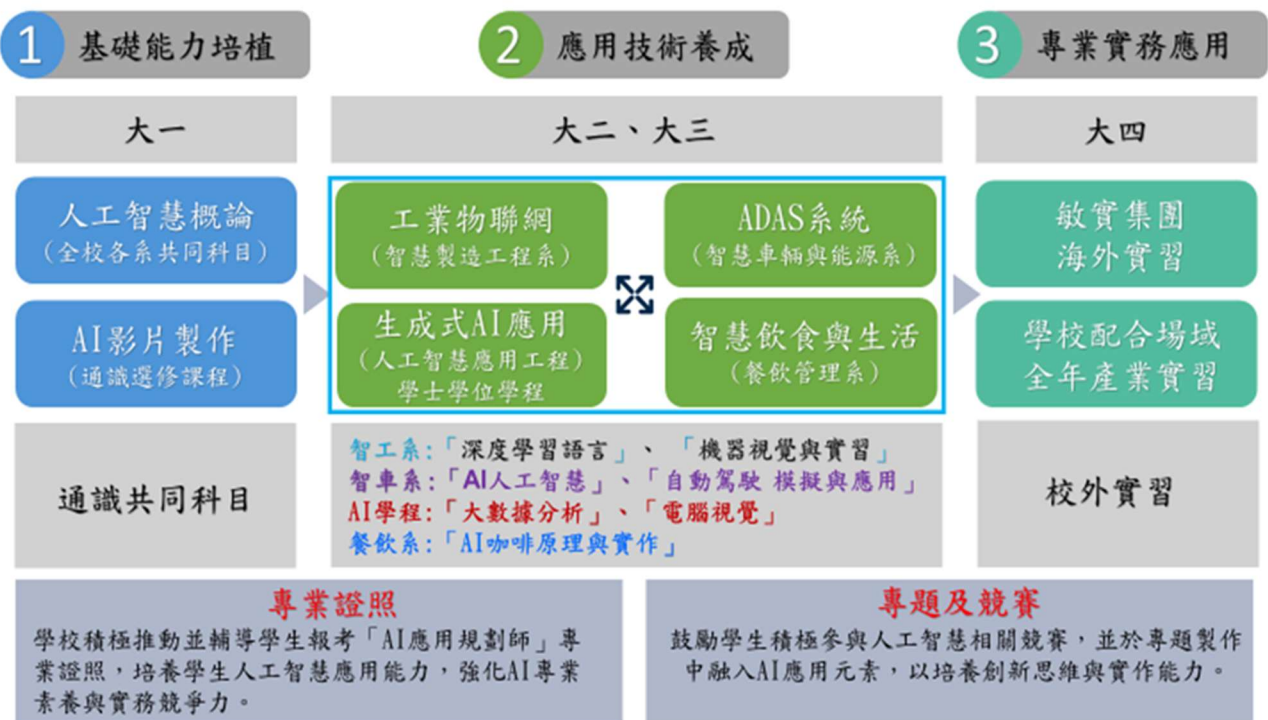 1 基礎能力培植
2 應用技術養成
3 專業實務應用
大一
大二、大三
大四
人工智慧概論
(全校各系共同科目)
AI影片製作
(通識選修課程)
工業物聯網
(智慧製造工程系)
ADAS系統
(智慧車輛與能源系)
生成式AI應用
(人工智慧應用工程)
學士學位學程
智慧飲食與生活
(餐飲管理系)
敏實集團
海外實習
學校配合場域
全年產業實習
通識共同科目
智工系:「深度學習語言」、「機器視覺與實習」
智車系:「AI人工智慧」、「自動駕駛 模擬與應用」
AI學程:「大數據分析」、「電腦視覺」
餐飲系:「AI咖啡原理與實作」
校外實習
專業證照
學校積極推動並輔導學生報考「AI應用規劃師」專
業證照，培養學生人工智慧應用能力，強化AI專業
素養與實務競爭力。
專題及競賽
鼓勵學生積極參與人工智慧相關競賽，並於專題製作
中融入AI應用元素，以培養創新思維與實作能力。